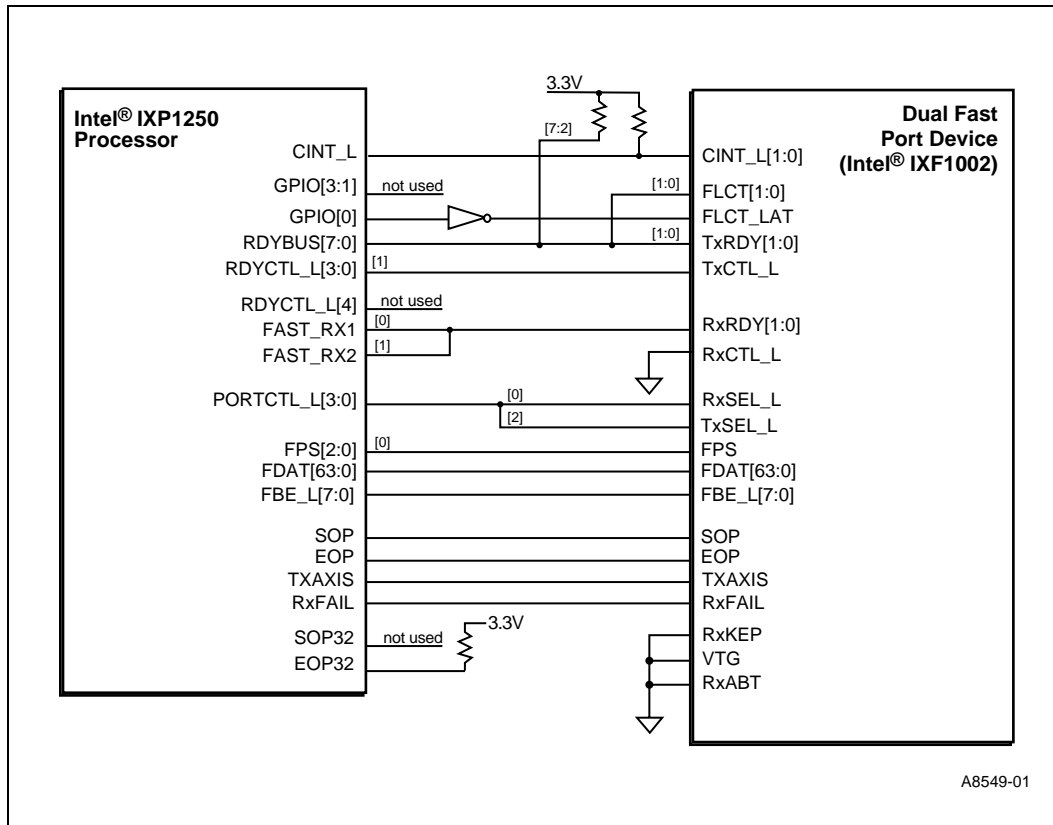 3.3V
Intel® IXP1250
Processor
Dual Fast
Port Device
(Intel® IXF1002)
[7:2]
CINT_L
CINT_L[1:0]
GPIO[3:1]
not used
[1:0]
FLCT[1:0]
GPIO[0]
FLCT_LAT
RDYBUS[7:0]
[1:0]
TxRDY[1:0]
RDYCTL_L[3:0]
[1]
TxCTL_L
RDYCTL_L[4]
not used
FAST_RX1
[0]
RxRDY[1:0]
FAST_RX2
[1]
RxCTL_L
PORTCTL_L[3:0]
[0]
RxSEL_L
[2]
TxSEL_L
FPS[2:0]
[0]
FPS
FDAT[63:0]
FDAT[63:0]
FBE_L[7:0]
FBE_L[7:0]
SOP
SOP
EOP
EOP
TXAXIS
TXAXIS
RxFAIL
RxFAIL
3.3V
SOP32
not used
RxKEP
EOP32
VTG
RxABT
A8549-01